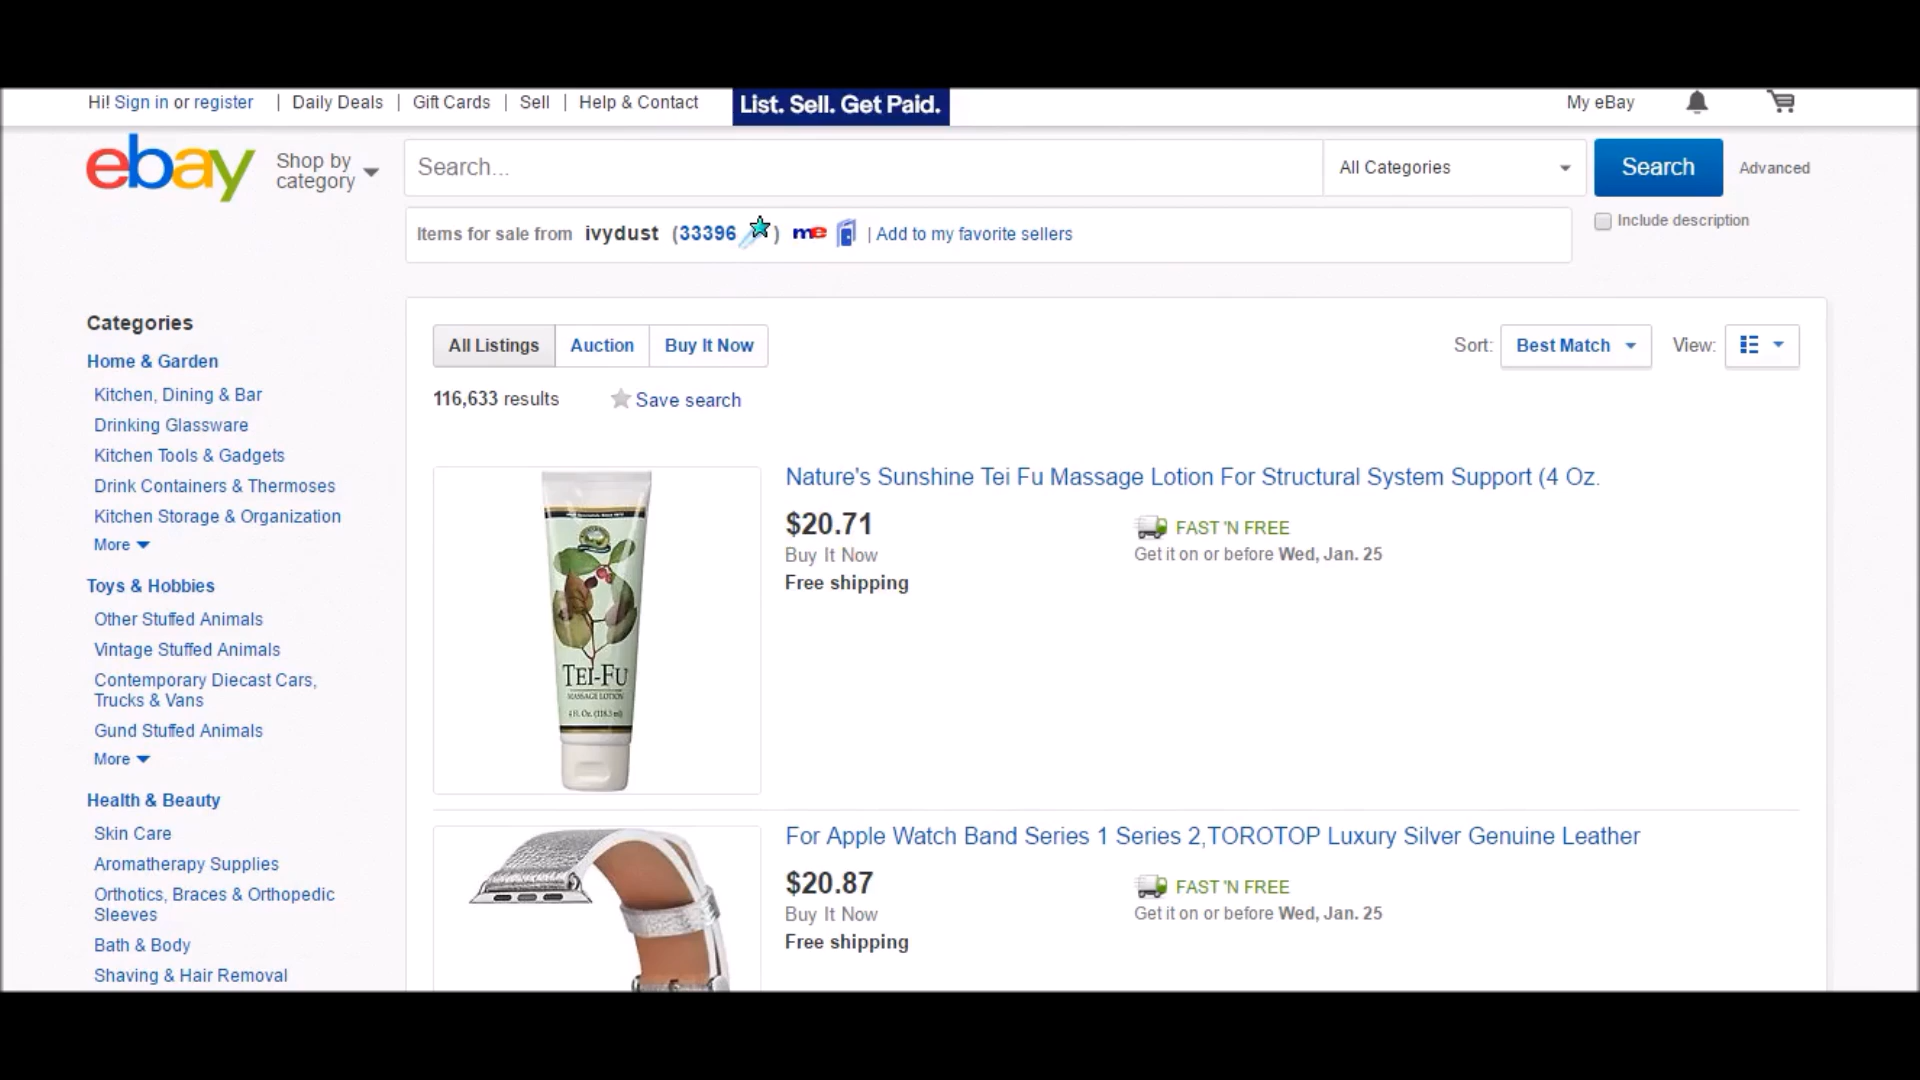 Hi! Sign in or register | Daily Deals | Gift Cards | Sell | Help & Contact
List. Sell. Get Paid.
My eBay
ebay
Shop by
category
Search...
All Categories
Search
Advanced
Items for sale from ivydust (33396 ) me | Add to my favorite sellers
Include description
Categories
Home & Garden
Kitchen, Dining & Bar
Drinking Glassware
Kitchen Tools & Gadgets
Drink Containers & Thermoses
Kitchen Storage & Organization
More
Toys & Hobbies
Other Stuffed Animals
Vintage Stuffed Animals
Contemporary Diecast Cars,
Trucks & Vans
Gund Stuffed Animals
More
Health & Beauty
Skin Care
Aromatherapy Supplies
Orthotics, Braces & Orthopedic
Sleeves
Bath & Body
Shaving & Hair Removal
All Listings Auction Buy It Now
Sort: Best Match View:
116,633 results Save search
Nature's Sunshine Tei Fu Massage Lotion For Structural System Support (4 Oz.
$20.71
Buy It Now
Free shipping
FAST 'N FREE
Get it on or before Wed, Jan. 25
TEI-FU
MASSAGE LOTION
4 Fl. Oz. (118.3 ml)
For Apple Watch Band Series 1 Series 2,TOROTOP Luxury Silver Genuine Leather
$20.87
Buy It Now
Free shipping
FAST 'N FREE
Get it on or before Wed, Jan. 25